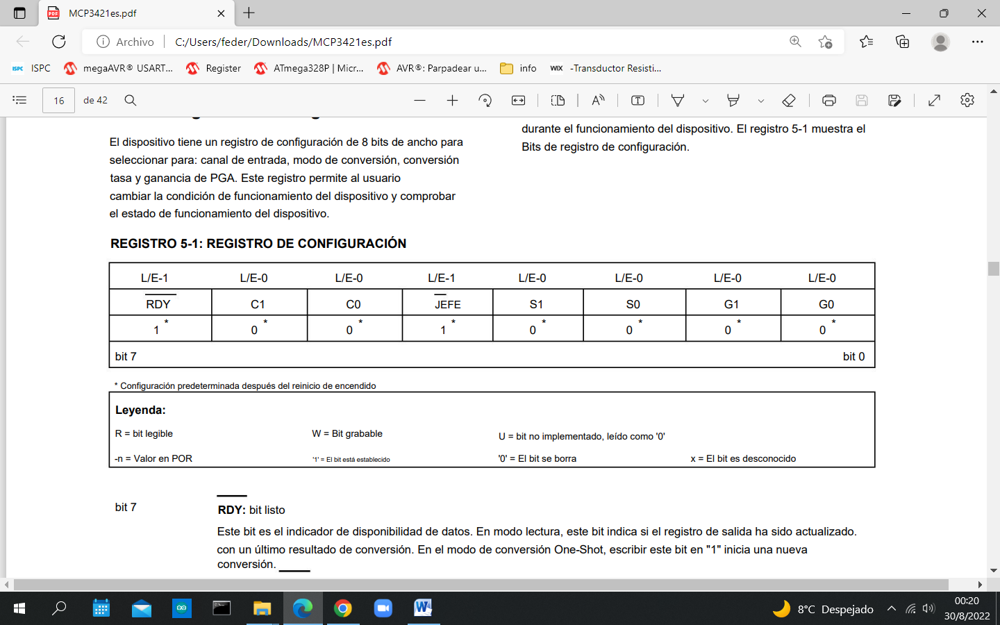 MCP3421es.pdf
Archivo
C:/Users/feder/Downloads/MCP3421es.pdf
ISPC ISPC
megaAVR® USART...
Register
ATmega328P | Micr...
AVR®: Parpadear u...
info
WIX -Transductor Resisti...
16 de 42
durante el funcionamiento del dispositivo. El registro 5-1 muestra el
Bits de registro de configuración.
El dispositivo tiene un registro de configuración de 8 bits de ancho para
seleccionar para: canal de entrada, modo de conversión, conversión
tasa y ganancia de PGA. Este registro permite al usuario
cambiar la condición de funcionamiento del dispositivo y comprobar
el estado de funcionamiento del dispositivo.
REGISTRO 5-1: REGISTRO DE CONFIGURACIÓN
L/E-1 L/E-0 L/E-0 L/E-1 L/E-0 L/E-0 L/E-0 L/E-0
RDY C1 C0 JEFE S1 S0 G1 G0
1 * 0 * 0 * 1 * 0 * 0 * 0 * 0 *
bit 7 bit 0
* Configuración predeterminada después del reinicio de encendido
Leyenda:
R = bit legible W = Bit grabable U = bit no implementado, leído como '0'
-n = Valor en POR '1' = El bit está establecido '0' = El bit se borra x = El bit es desconocido
bit 7 RDY: bit listo
Este bit es el indicador de disponibilidad de datos. En modo lectura, este bit indica si el registro de salida ha sido actualizado.
con un último resultado de conversión. En el modo de conversión One-Shot, escribir este bit en "1" inicia una nueva
conversión.
8°C Despejado
00:20
30/8/2022